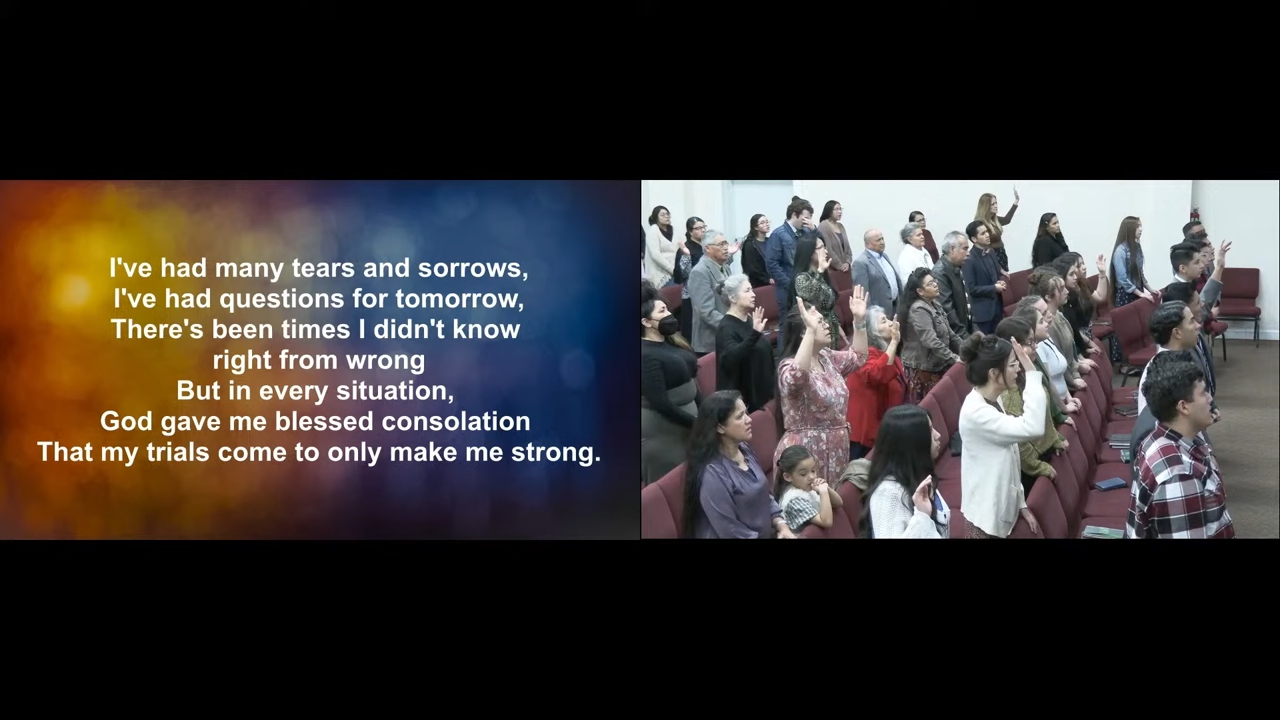 I've had many tears and sorrows,
I've had questions for tomorrow,
There's been times I didn't know
right from wrong
But in every situation,
God gave me blessed consolation
That my trials come to only make me strong.